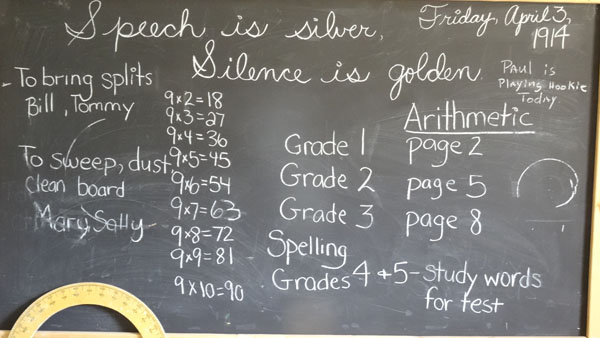 Speech is silver,
Silence is golden.
Friday, April 3,
1914
PAUL is
Playing Hookie
Today
- To bring splits
Bill, Tommy
To sweep, dust,
clean board
Mary, Sally
9x2=18
9x3=27
9x4=36
9x5=45
9x6=54
9x7=63
9x8=72
9x9=81
9x10=90
Arithmetic
Grade 1 page 2
Grade 2 page 5
Grade 3 page 8
Spelling
Grades 4 + 5 - study words
for test